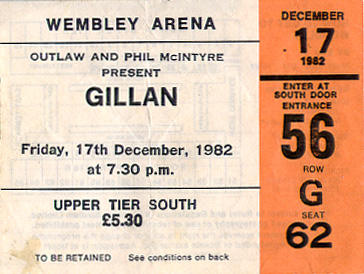 WEMBLEY ARENA
OUTLAW AND PHIL McINTYRE
PRESENT
GILLAN
Friday, 17th December, 1982
at 7.30 p.m.
UPPER TIER SOUTH
£5.30
TO BE RETAINED See conditions on back
DECEMBER
17
1982
ENTER AT
SOUTH DOOR
ENTRANCE
56
ROW
G
SEAT
62